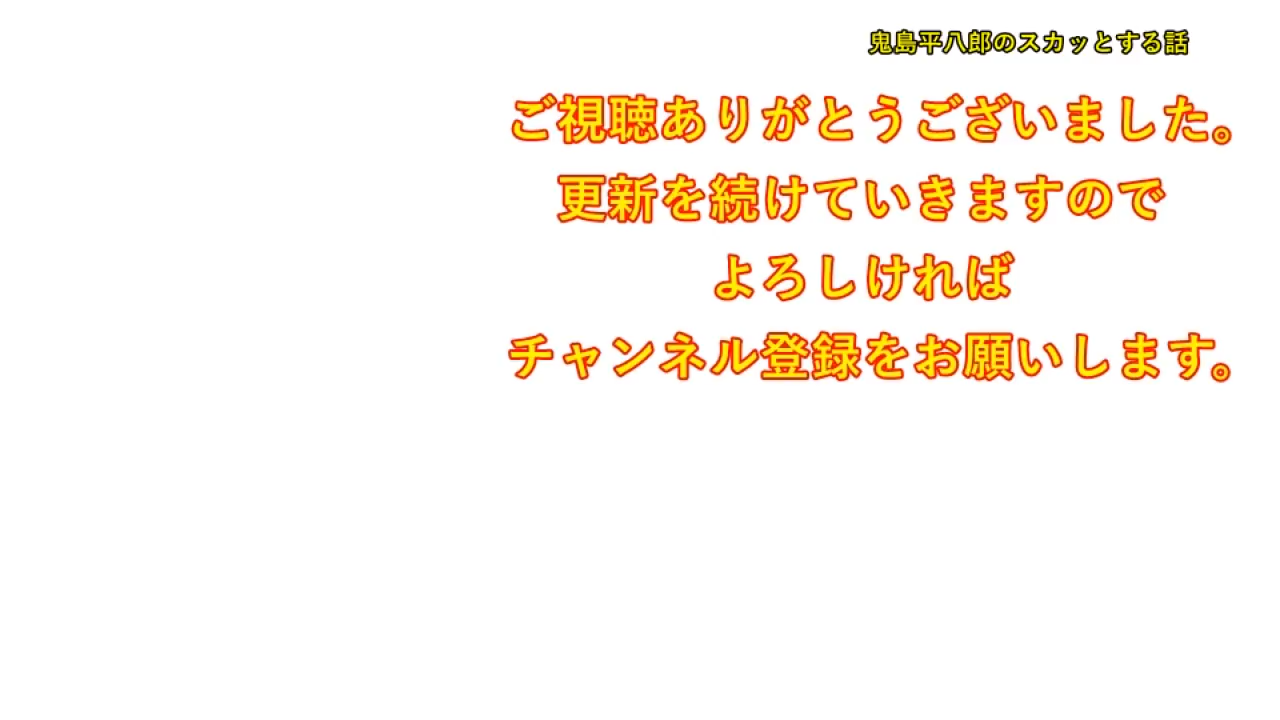 鬼島平八郎のスカッとする話
ご視聴ありがとうございました。
更新を続けていきますので
よろしければ
チャンネル登録をお願いします。